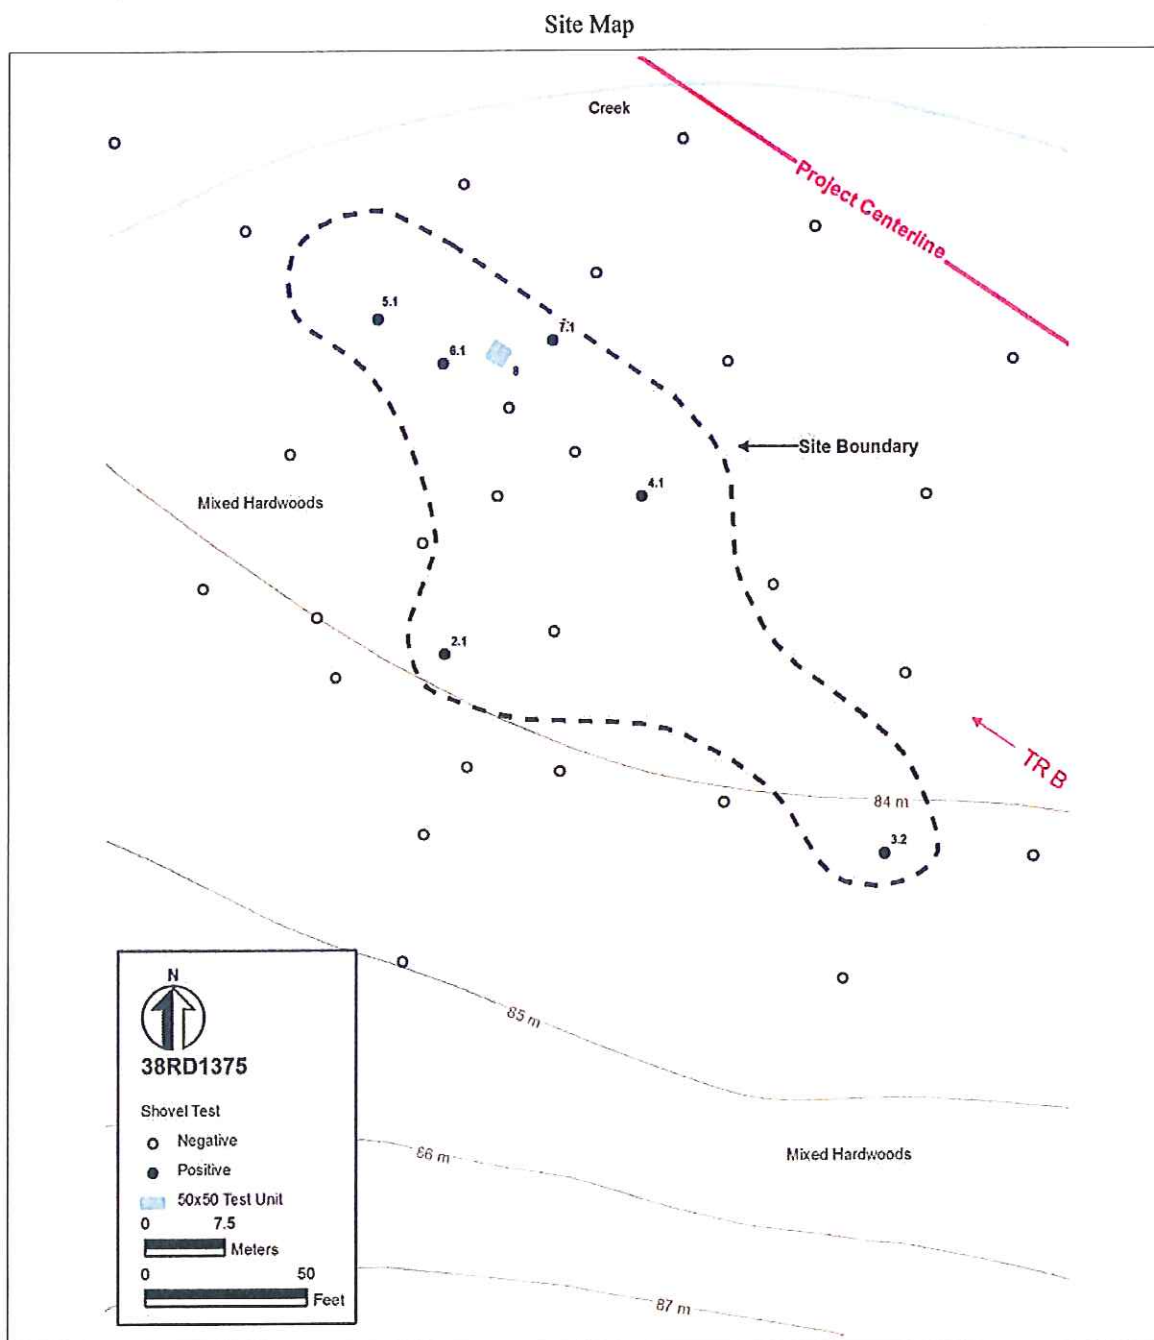 Site Map
Creek
Project Centerline
5.1
7.1
6.1
8
Site Boundary
4.1
Mixed Hardwoods
2.1
TR B
84 m
3.2
85 m
N
38RD1375
Shovel Test
Negative
Positive
50x50 Test Unit
0 7.5
Meters
0 50
Feet
86 m
Mixed Hardwoods
87 m